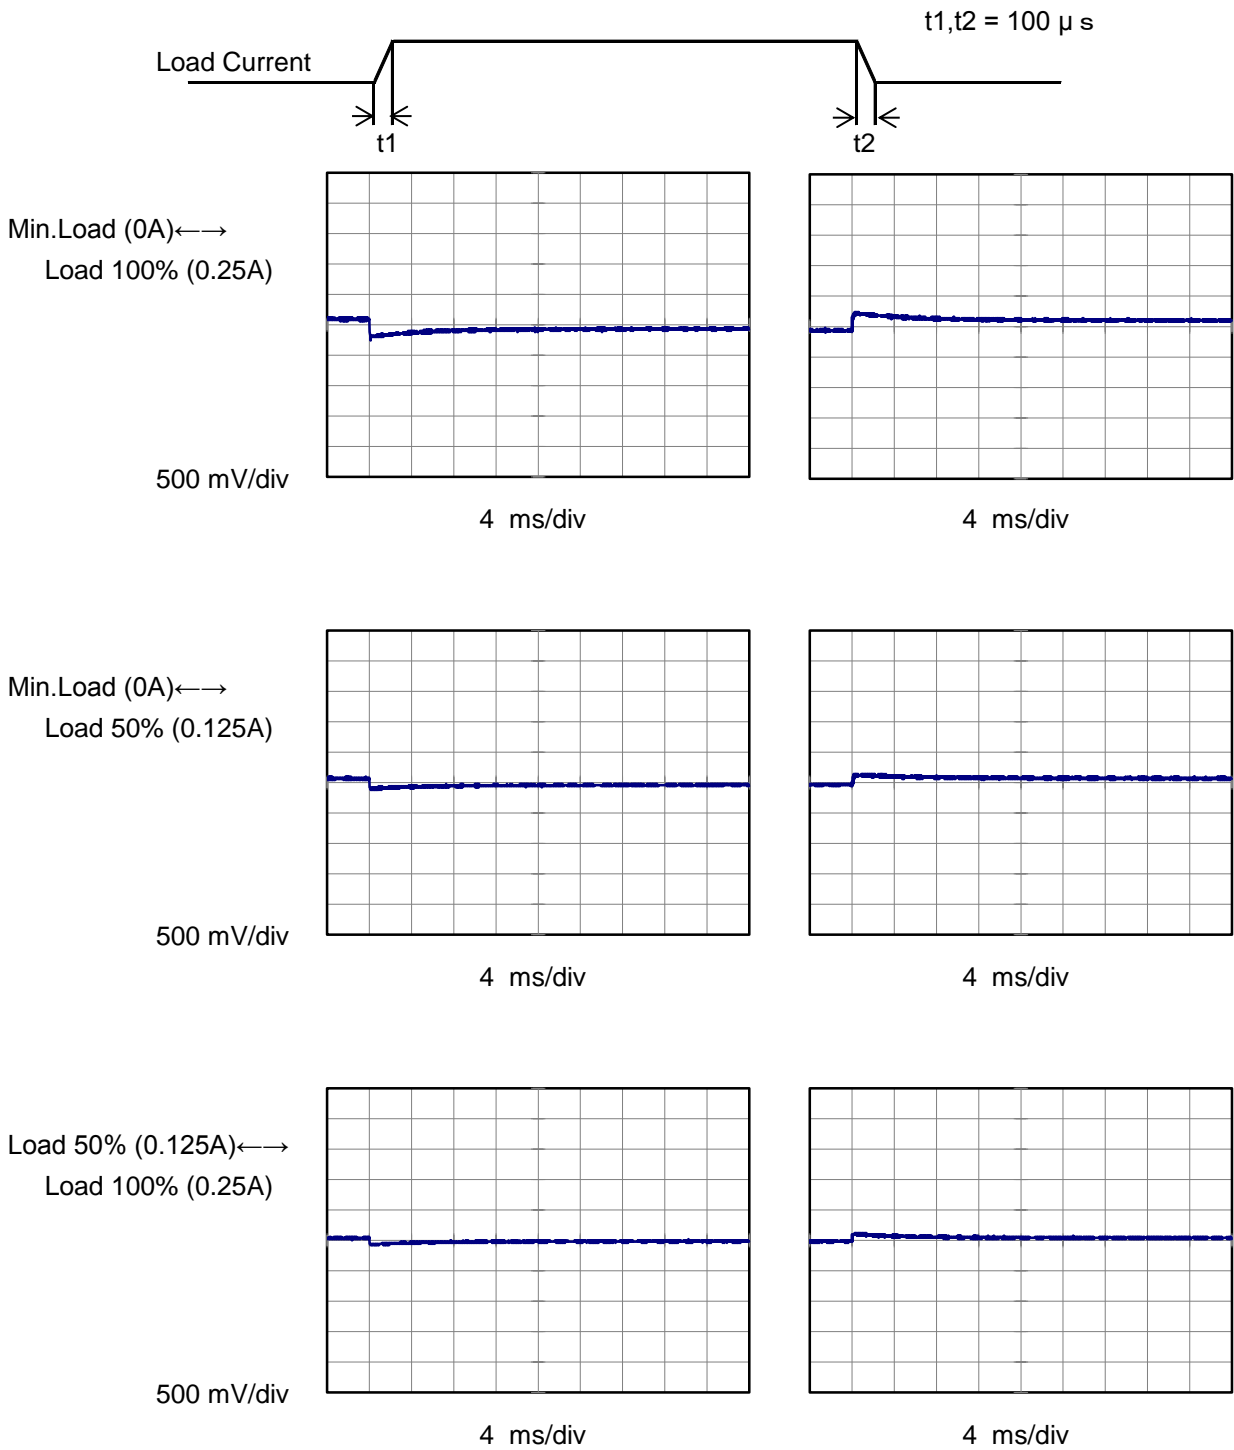 t1,t2 = 100 μ s
Load Current
t1
t2
Min.Load (0A)←→
Load 100% (0.25A)
500 mV/div
4 ms/div
4 ms/div
Min.Load (0A)←→
Load 50% (0.125A)
500 mV/div
4 ms/div
4 ms/div
Load 50% (0.125A)←→
Load 100% (0.25A)
500 mV/div
4 ms/div
4 ms/div